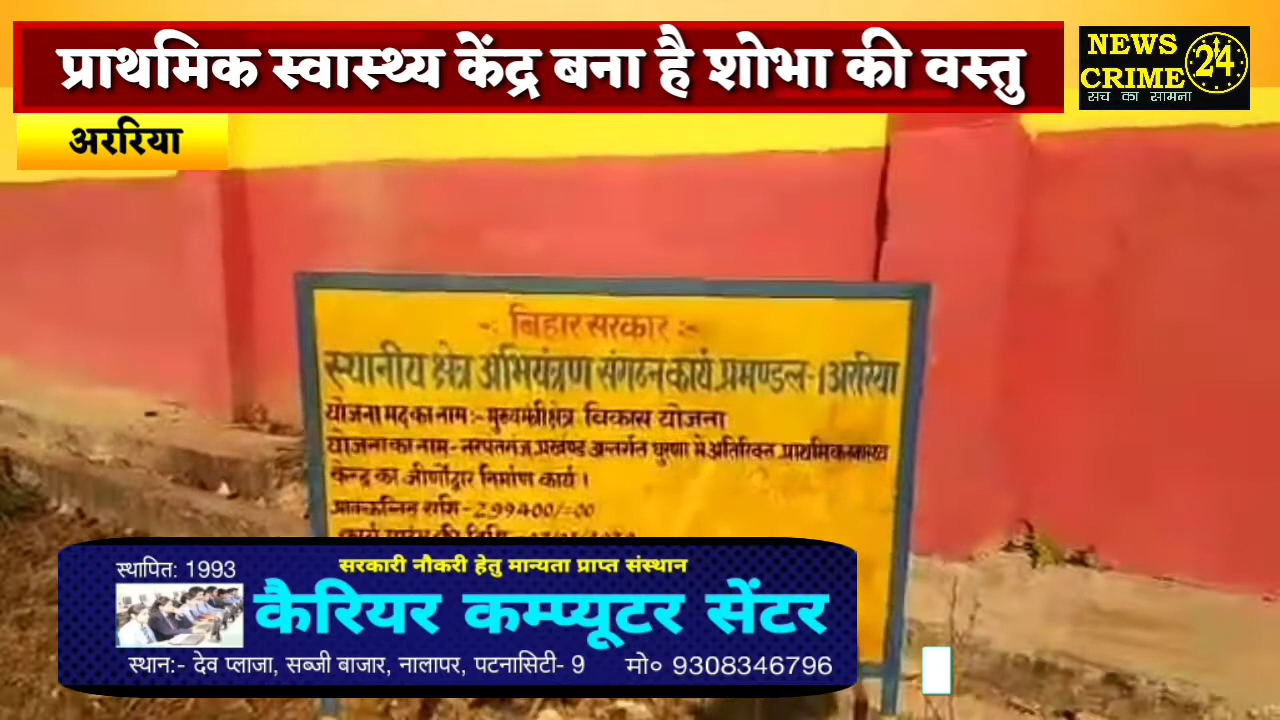 प्राथमिक स्वास्थ्य केंद्र बना है शोभा की वस्तु
NEWS
CRIME 24
सच का सामना
अररिया
-: बिहार सरकार :-
स्थानीय क्षेत्र अभियंत्रण संगठन कार्य प्रमण्डल-1 अररिया
योजना मद का नाम:- मुख्यमंत्री क्षेत्र विकास योजना
योजना का नाम- नरपतगंज प्रखण्ड अन्तर्गत घुरणा मे अतिरिक्त प्राथमिक स्वास्थ्य
केन्द्र का जीर्णोद्वार निर्माण कार्य।
राशि- 299400/=00
स्थापित: 1993
सरकारी नौकरी हेतु मान्यता प्राप्त संस्थान
कैरियर कम्प्यूटर सेंटर
स्थान:- देव प्लाजा, सब्जी बाजार, नालापर, पटनासिटी- 9 मो० 9308346796